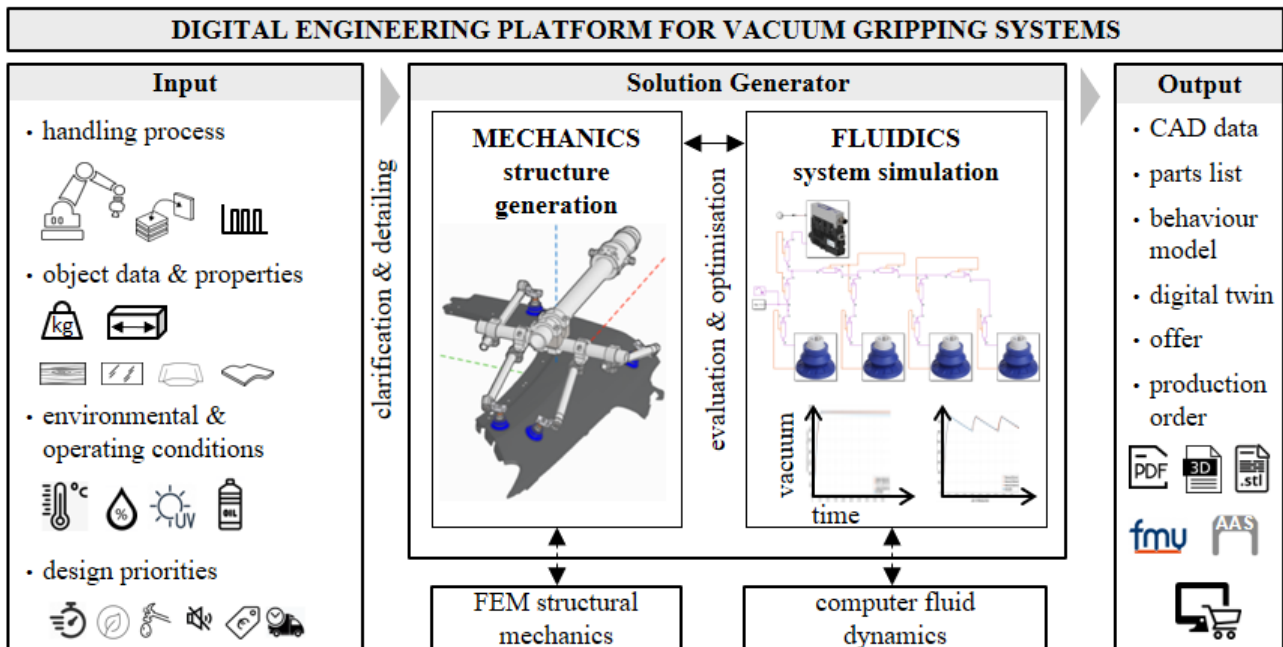 DIGITAL ENGINEERING PLATFORM FOR VACUUM GRIPPING SYSTEMS
Input
• handling process
• object data & properties
kg
• environmental &
operating conditions
°C
%
UV
OIL
• design priorities
€
clarification & detailing
Solution Generator
MECHANICS
structure
generation
evaluation & optimisation
FLUIDICS
system simulation
vacuum
time
FEM structural
mechanics
computer fluid
dynamics
Output
• CAD data
• parts list
• behaviour
model
• digital twin
• offer
• production
order
PDF
3D
.stl
fmu
AAS